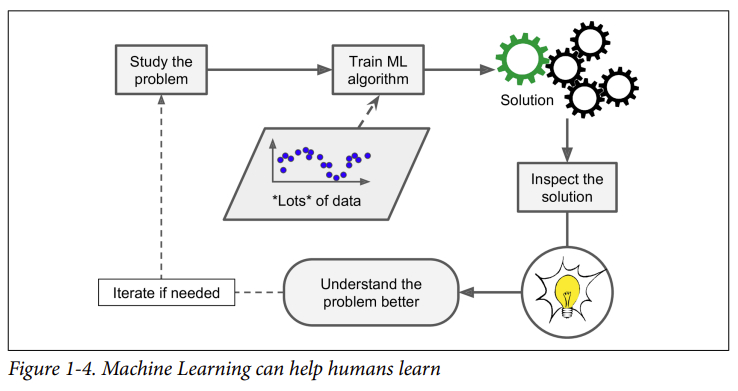 Study the
problem
Train ML
algorithm
Solution
*Lots* of data
Inspect the
solution
Understand the
problem better
Iterate if needed
Figure 1-4. Machine Learning can help humans learn